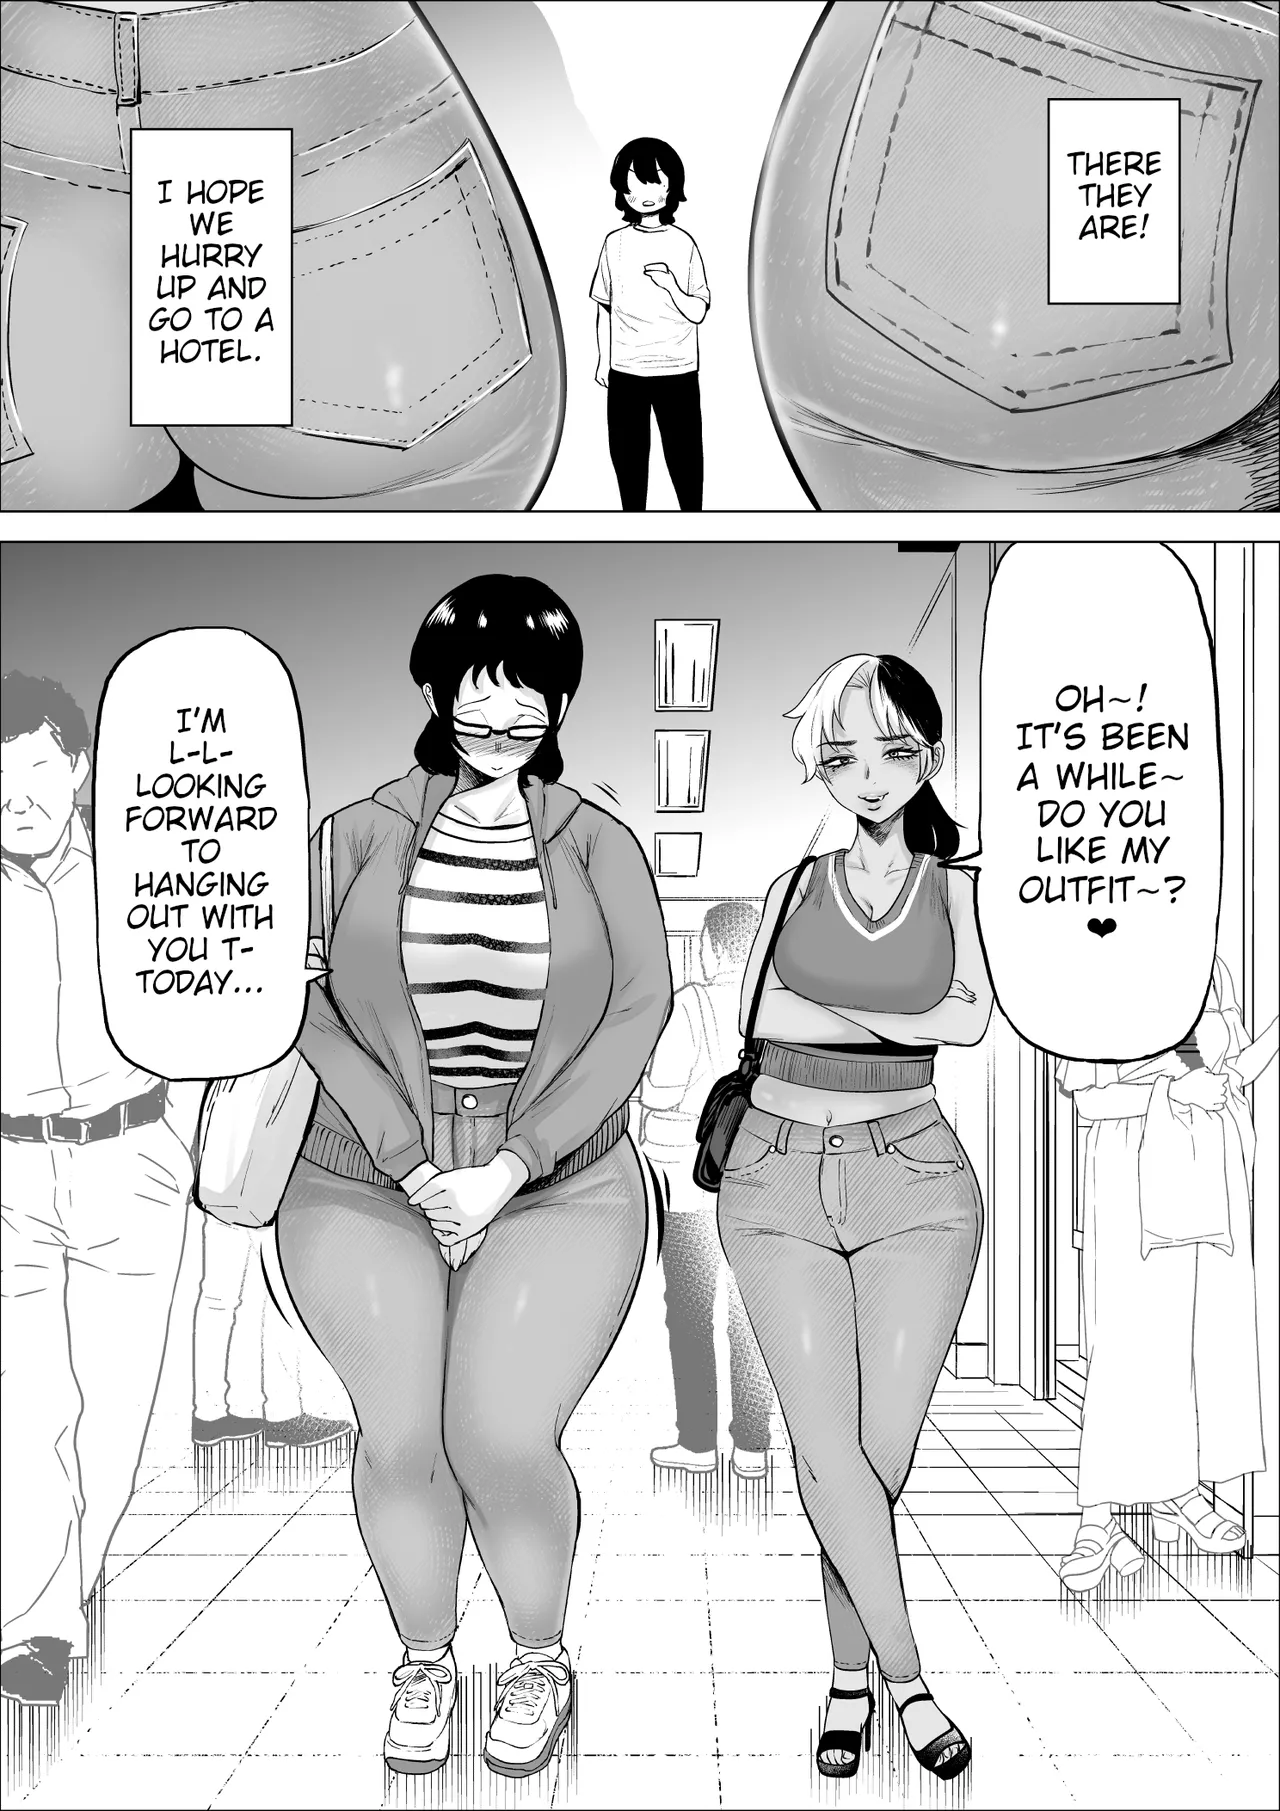 THERE
THEY
ARE!
I HOPE
WE
HURRY
UP AND
GO TO A
HOTEL.
OH~!
IT'S BEEN
A WHILE~
DO YOU
LIKE MY
OUTFIT~?
❤
I'M
L-L-
LOOKING
FORWARD
TO
HANGING
OUT WITH
YOU T-
TODAY...